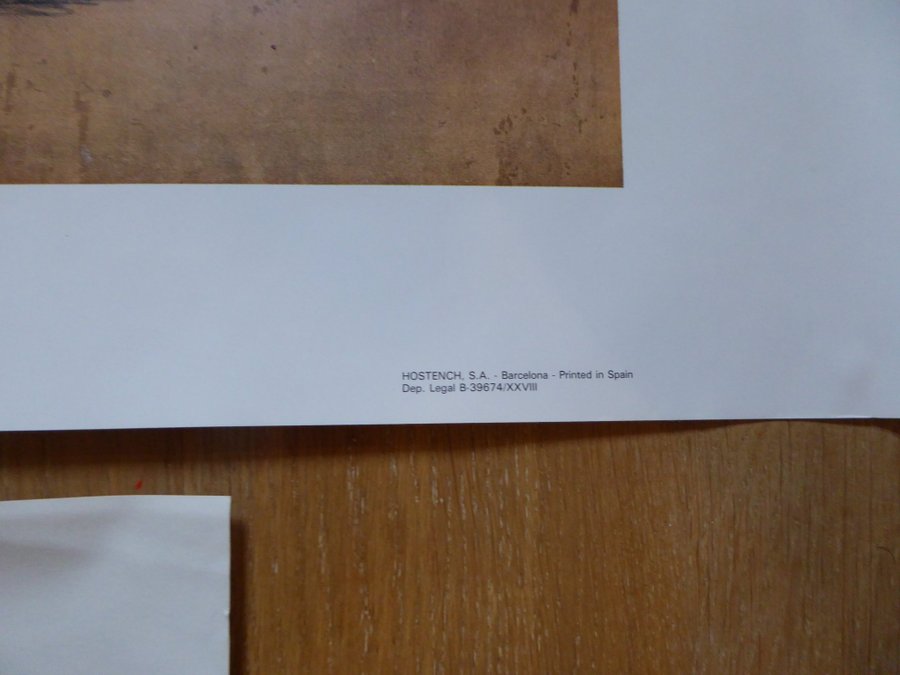 HOSTENCH, S.A. - Barcelona - Printed in Spain
Dep. Legal B-39674/XXVIII